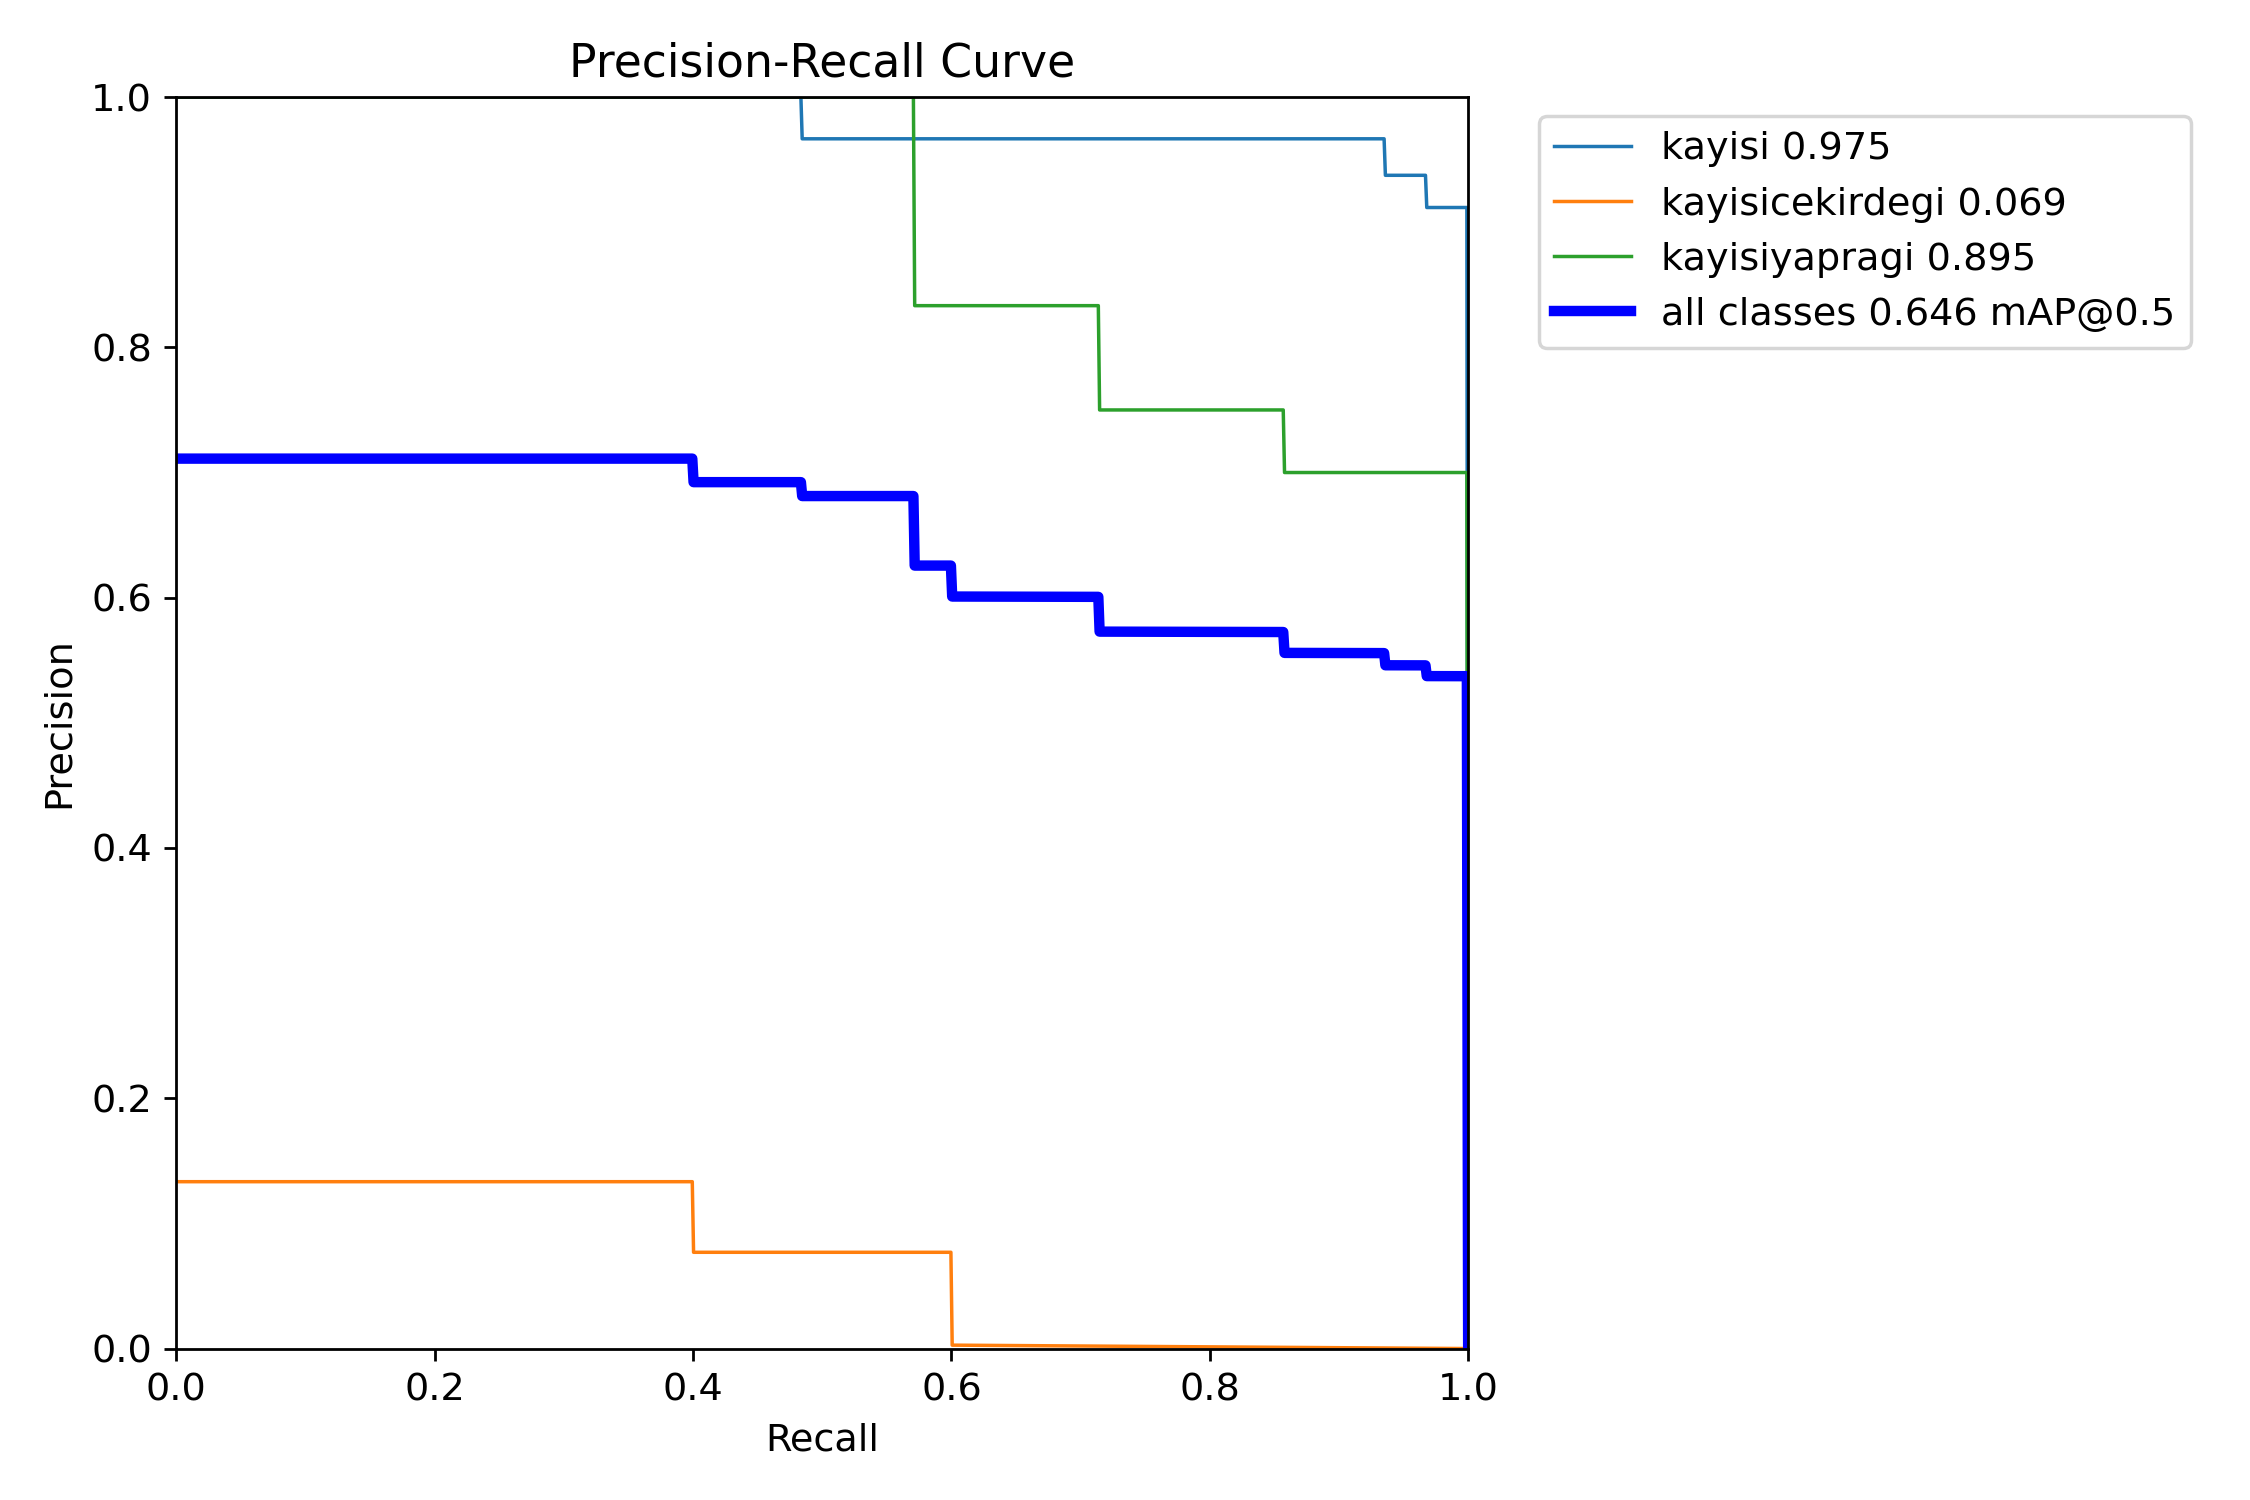 Precision-Recall Curve
1.0
0.8
0.6
0.4
0.2
0.0
Precision
0.0 0.2 0.4 0.6 0.8 1.0
Recall
kayisi 0.975
kayisicekirdegi 0.069
kayisiyapragi 0.895
all classes 0.646 mAP@0.5